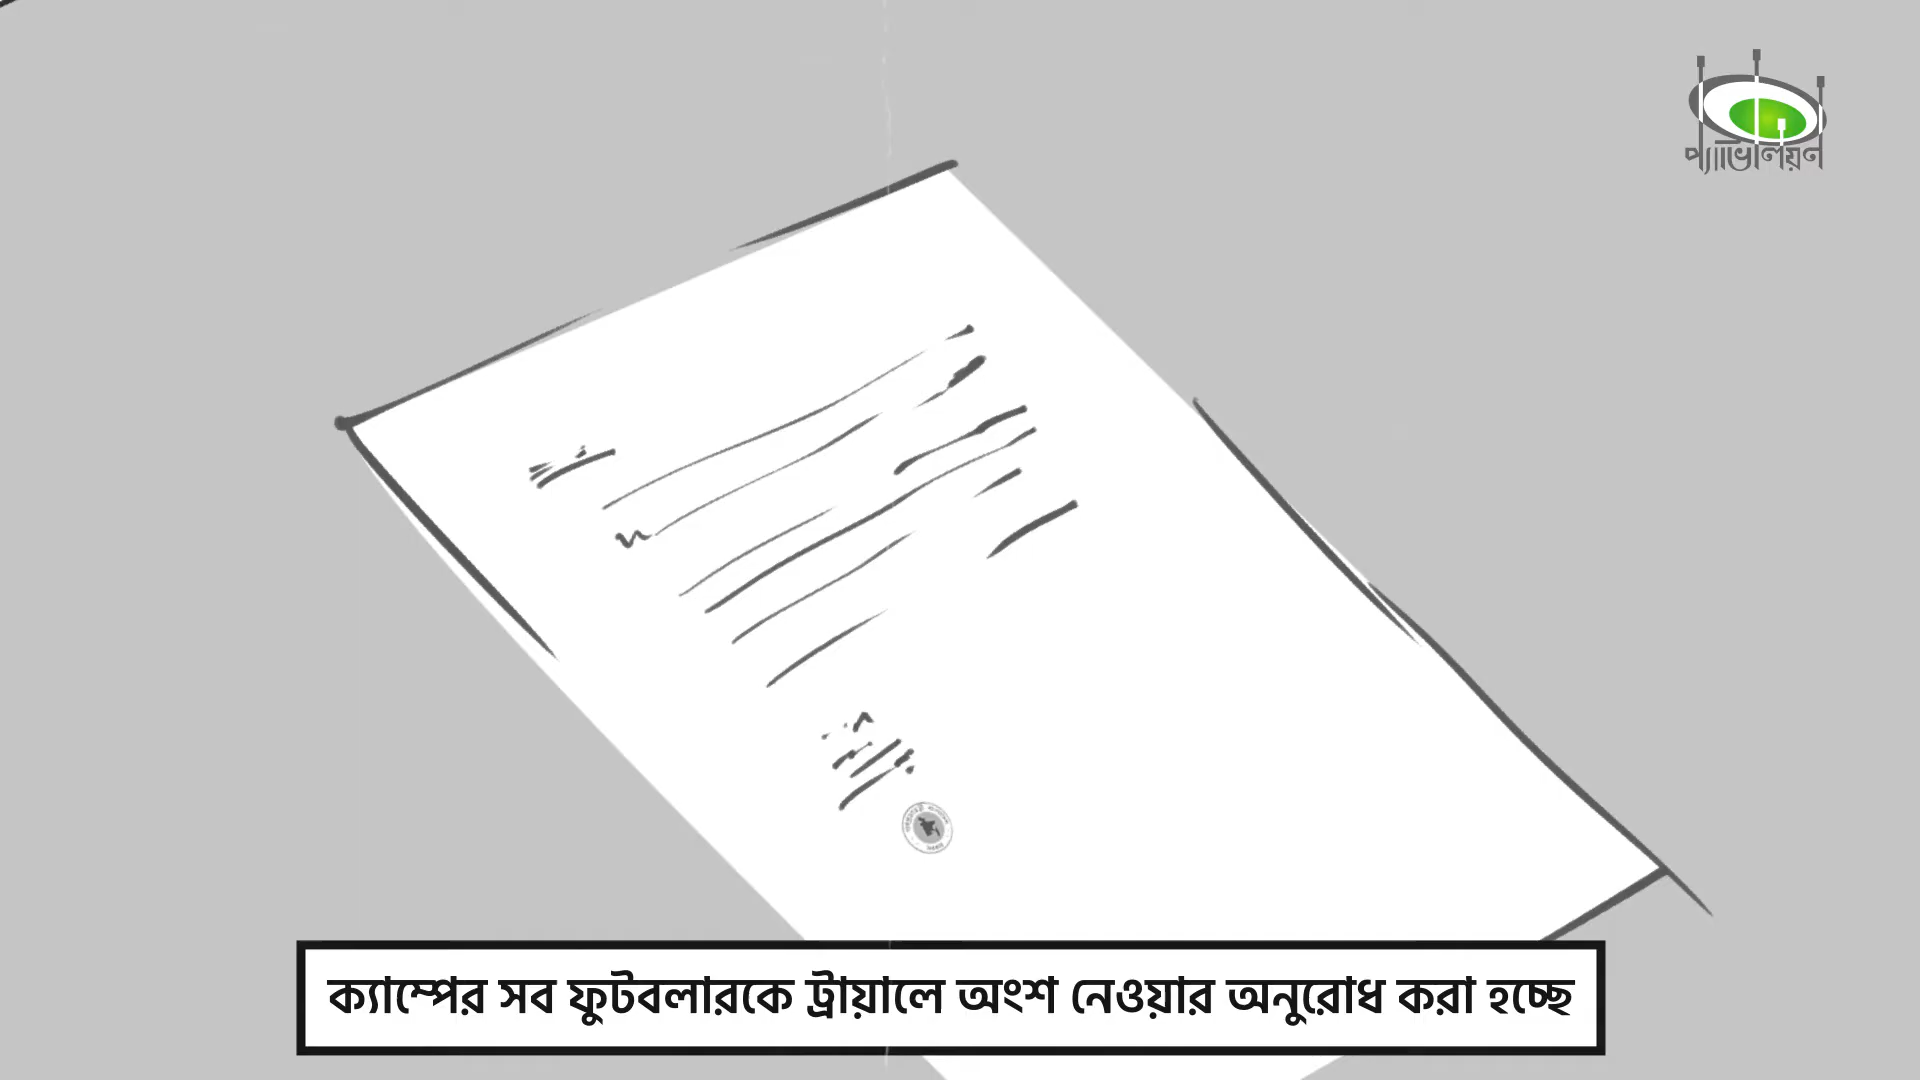 প্যাভিলিয়ন
ক্যাম্পের সব ফুটবলারকে ট্রায়ালে অংশ নেওয়ার অনুরোধ করা হচ্ছে